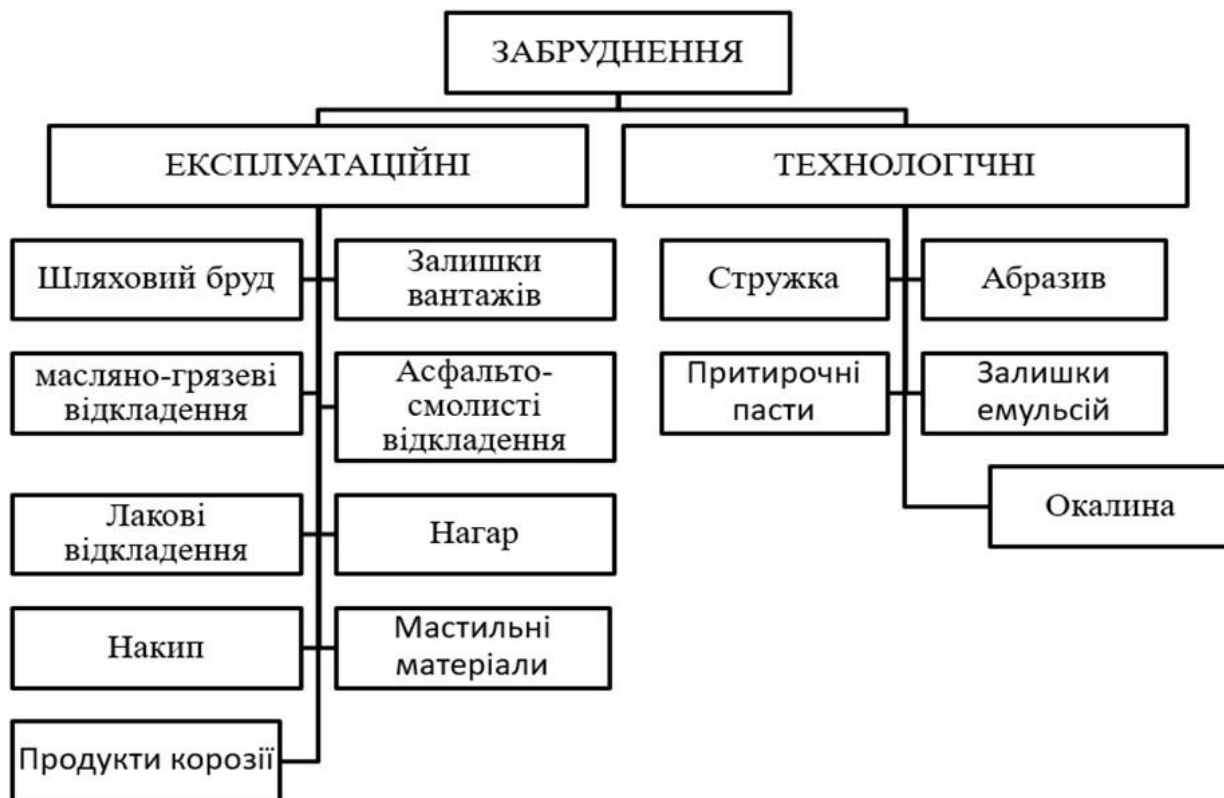 ЗАБРУДНЕННЯ
ЕКСПЛУАТАЦІЙНІ
ТЕХНОЛОГІЧНІ
Шляховий бруд
Залишки
вантажів
масляно-грязеві
відкладення
Асфальто-
смолисті
відкладення
Лакові
відкладення
Нагар
Накип
Мастильні
матеріали
Продукти корозії
Стружка
Абразив
Притирочні
пасти
Залишки
емульсій
Окалина